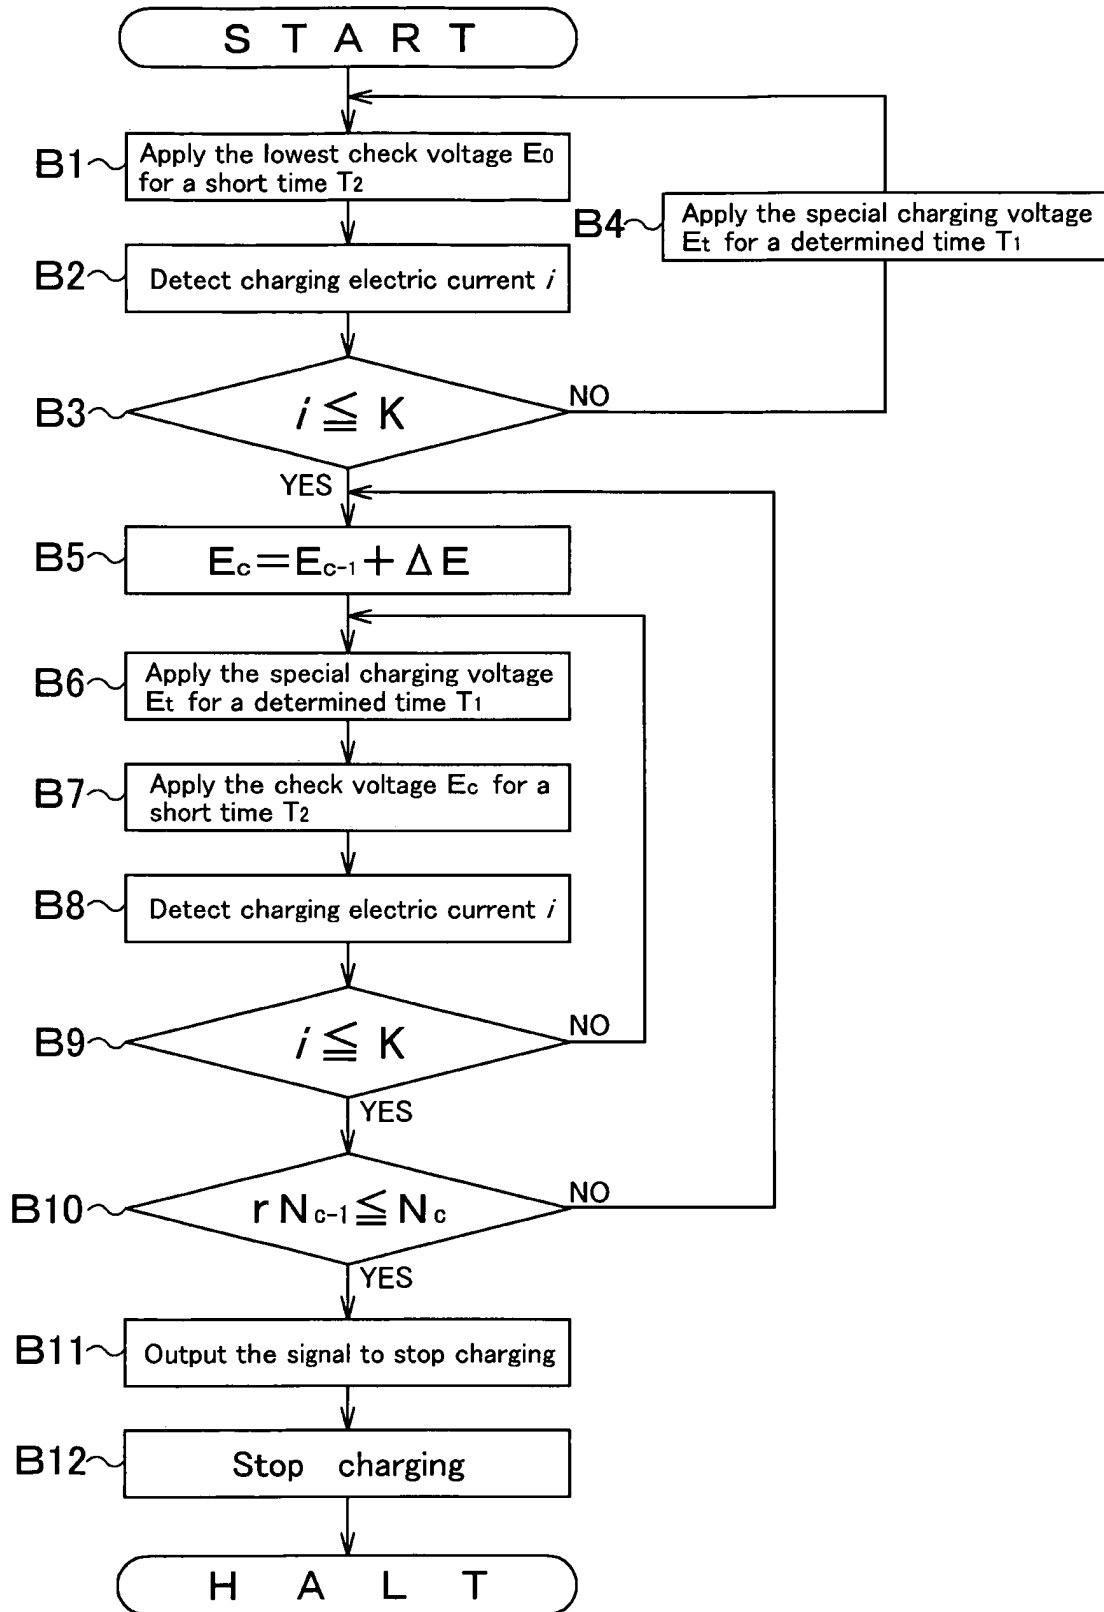 START
B1
Apply the lowest check voltage E0
for a short time T2
B4
Apply the special charging voltage
Et for a determined time T1
B2
Detect charging electric current i
B3
i ≦ K
NO
YES
B5
Ec=Ec-1+ΔE
B6
Apply the special charging voltage
Et for a determined time T1
B7
Apply the check voltage Ec for a
short time T2
B8
Detect charging electric current i
B9
i ≦ K
NO
YES
B10
r Nc-1≦Nc
NO
YES
B11
Output the signal to stop charging
B12
Stop charging
HALT